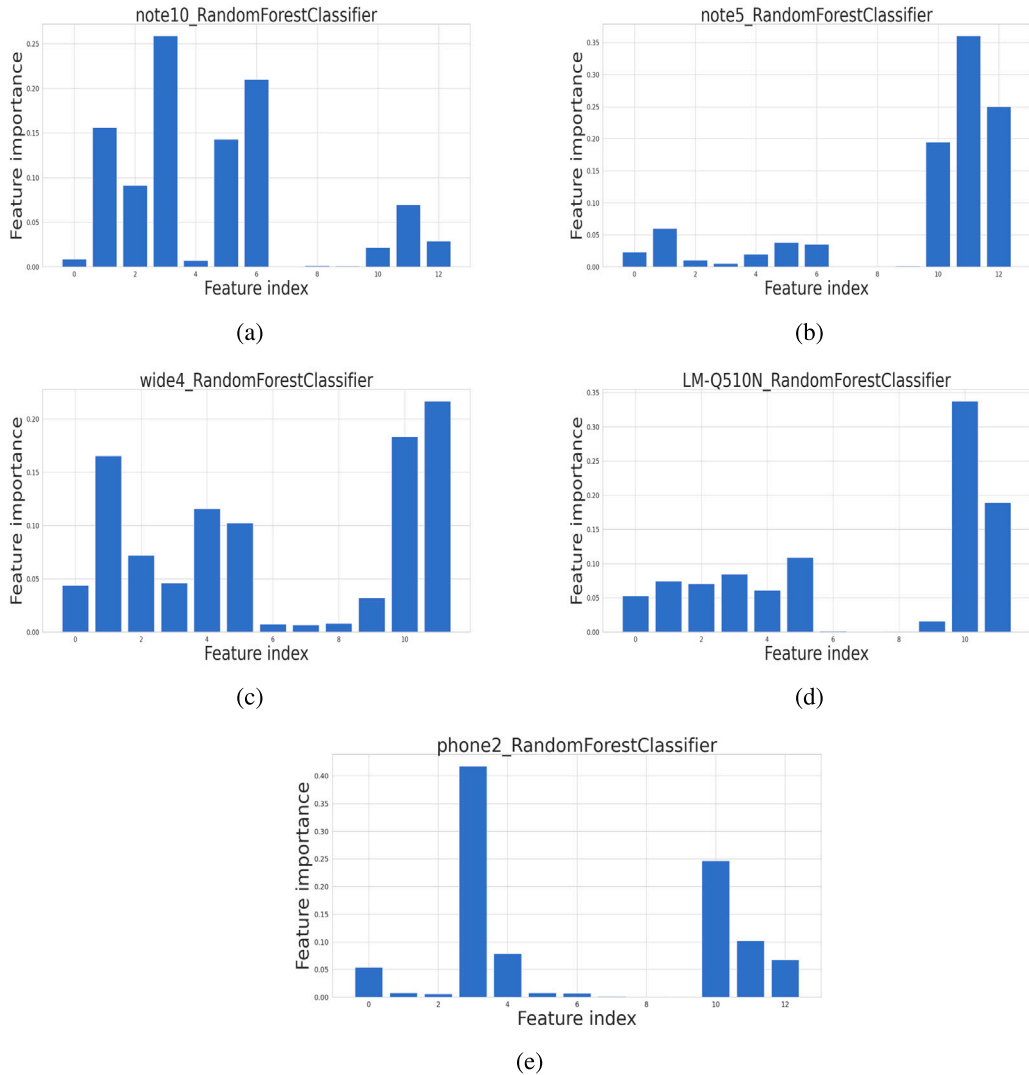 note10_RandomForestClassifier
Feature importance
0.25
0.20
0.15
0.10
0.05
0.00
0 2 4 6 8 10 12
Feature index
(a)
note5_RandomForestClassifier
Feature importance
0.35
0.30
0.25
0.20
0.15
0.10
0.05
0.00
0 2 4 6 8 10 12
Feature index
(b)
wide4_RandomForestClassifier
Feature importance
0.20
0.15
0.10
0.05
0.00
0 2 4 6 8 10
Feature index
(c)
LM-Q510N_RandomForestClassifier
Feature importance
0.35
0.30
0.25
0.20
0.15
0.10
0.05
0.00
0 2 4 6 8 10
Feature index
(d)
phone2_RandomForestClassifier
Feature importance
0.40
0.35
0.30
0.25
0.20
0.15
0.10
0.05
0.00
0 2 4 6 8 10 12
Feature index
(e)